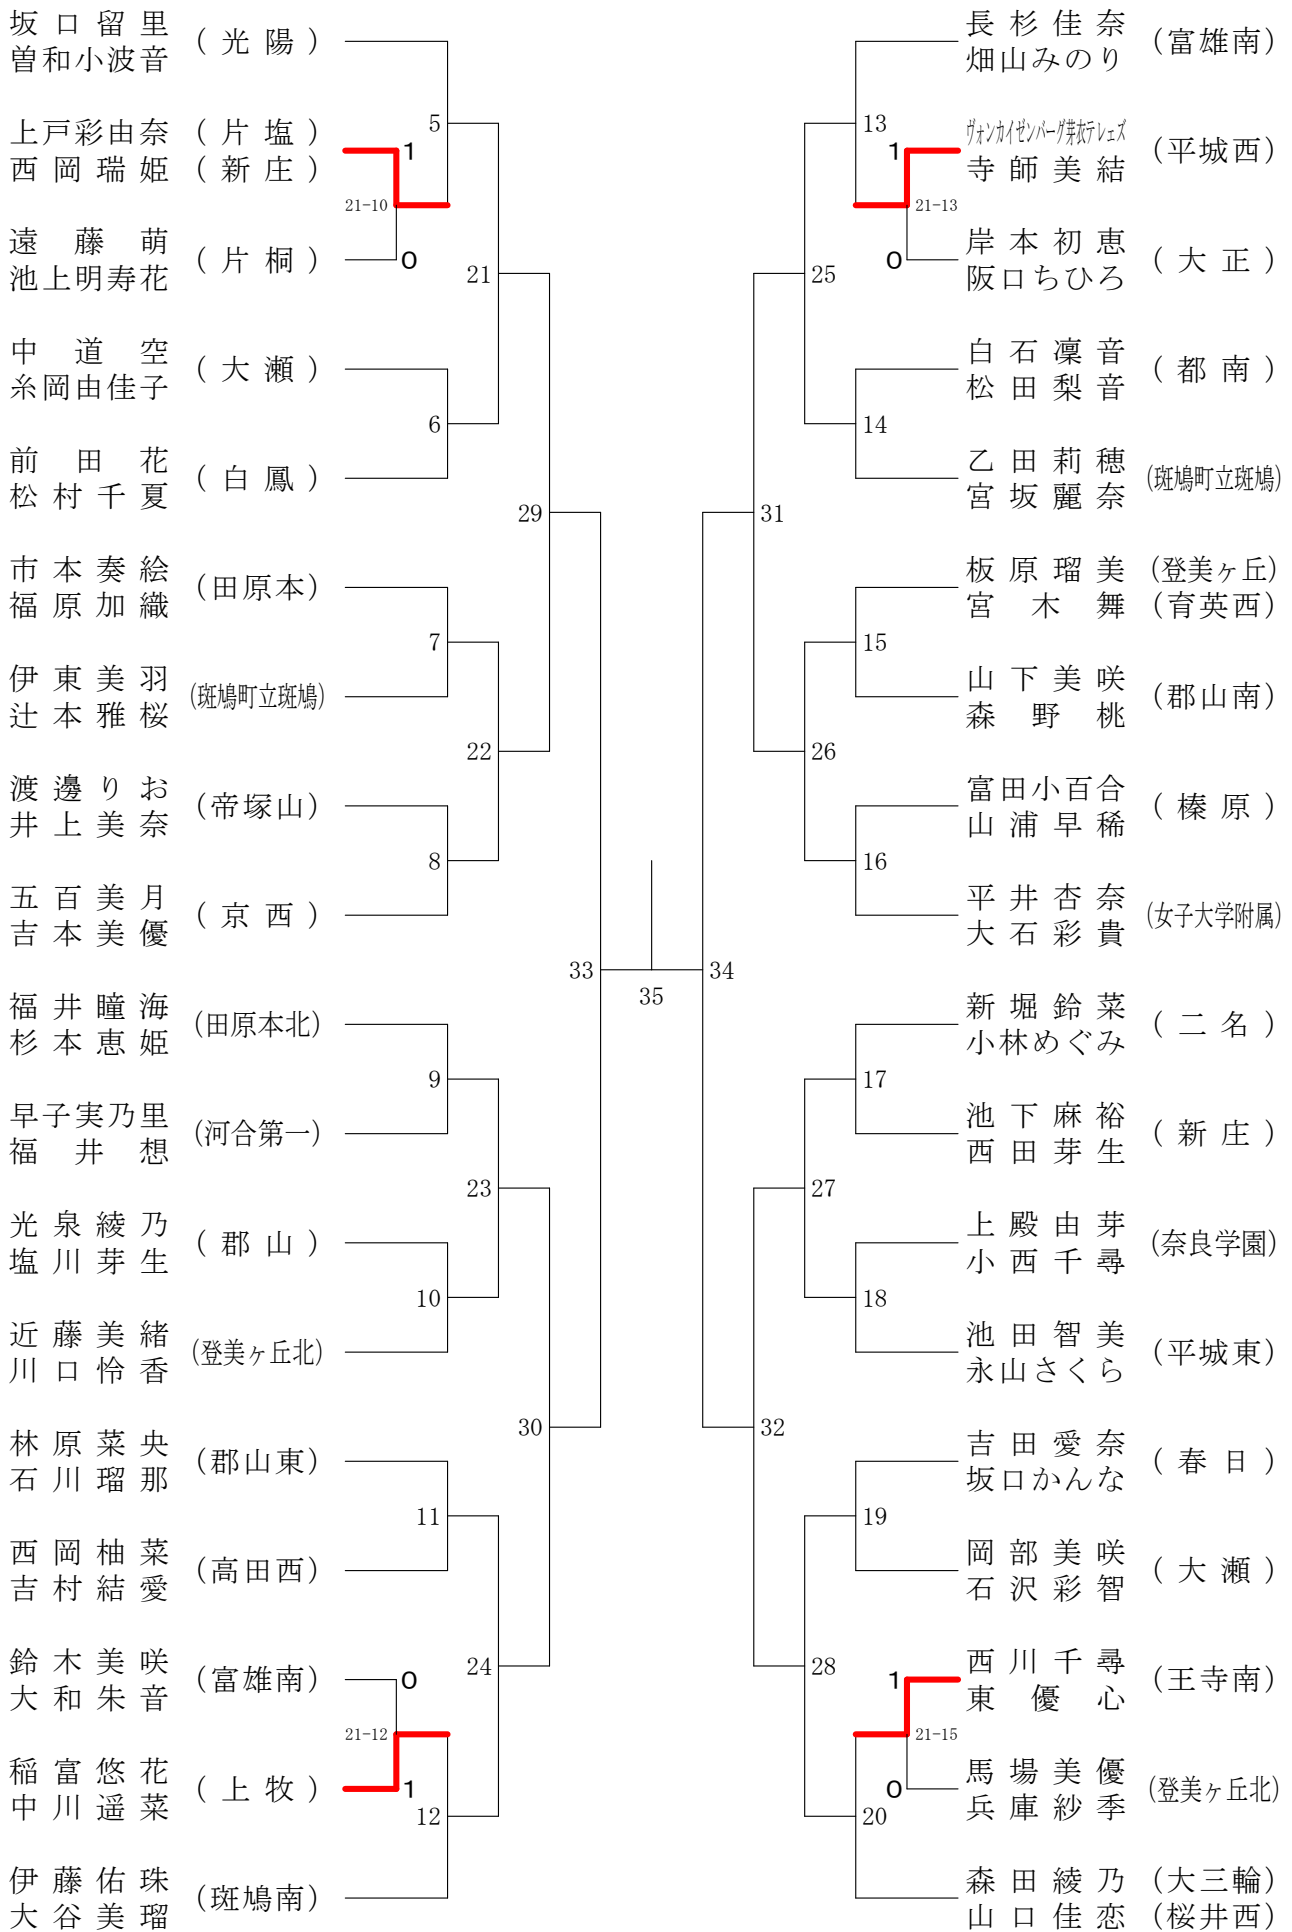 坂口留里 (光陽)
曽和小波音
5
上戸彩由奈 (片塩)
西岡瑞姫 (新庄)
1
21-10
遠藤萌 (片桐)
池上明寿花
0
21
中道空 (大瀬)
糸岡由佳子
6
前田花 (白鳳)
松村千夏
29
市本奏絵 (田原本)
福原加織
7
伊東美羽 (斑鳩町立斑鳩)
辻本雅桜
22
渡邊りお (帝塚山)
井上美奈
8
五百美月 (京西)
吉本美優
33
福井瞳海 (田原本北)
杉本恵姫
9
早子実乃里 (河合第一)
福井想
23
光泉綾乃 (郡山)
塩川芽生
10
近藤美緒 (登美ヶ丘北)
川口怜香
30
林原菜央 (郡山東)
石川瑠那
11
西岡柚菜 (高田西)
吉村結愛
24
鈴木美咲 (富雄南)
大和朱音
0
21-12
稲富悠花 (上牧)
中川遥菜
1
12
伊藤佑珠 (斑鳩南)
大谷美瑠
35
長杉佳奈 (富雄南)
畑山みのり
13
ヴォンカイゼンバーグ芽衣テレェズ (平城西)
寺師美結
1
21-13
岸本初恵 (大正)
阪口ちひろ
0
25
白石凜音 (都南)
松田梨音
14
乙田莉穂 (斑鳩町立斑鳩)
宮坂麗奈
31
板原瑠美 (登美ヶ丘)
宮木舞 (育英西)
15
山下美咲 (郡山南)
森野桃
26
富田小百合 (榛原)
山浦早稀
16
平井杏奈 (女子大学附属)
大石彩貴
34
新堀鈴菜 (二名)
小林めぐみ
17
池下麻裕 (新庄)
西田芽生
27
上殿由芽 (奈良学園)
小西千尋
18
池田智美 (平城東)
永山さくら
32
吉田愛奈 (春日)
坂口かんな
19
岡部美咲 (大瀬)
石沢彩智
28
西川千尋 (王寺南)
東優心
1
21-15
馬場美優 (登美ヶ丘北)
兵庫紗季
0
20
森田綾乃 (大三輪)
山口佳恋 (桜井西)